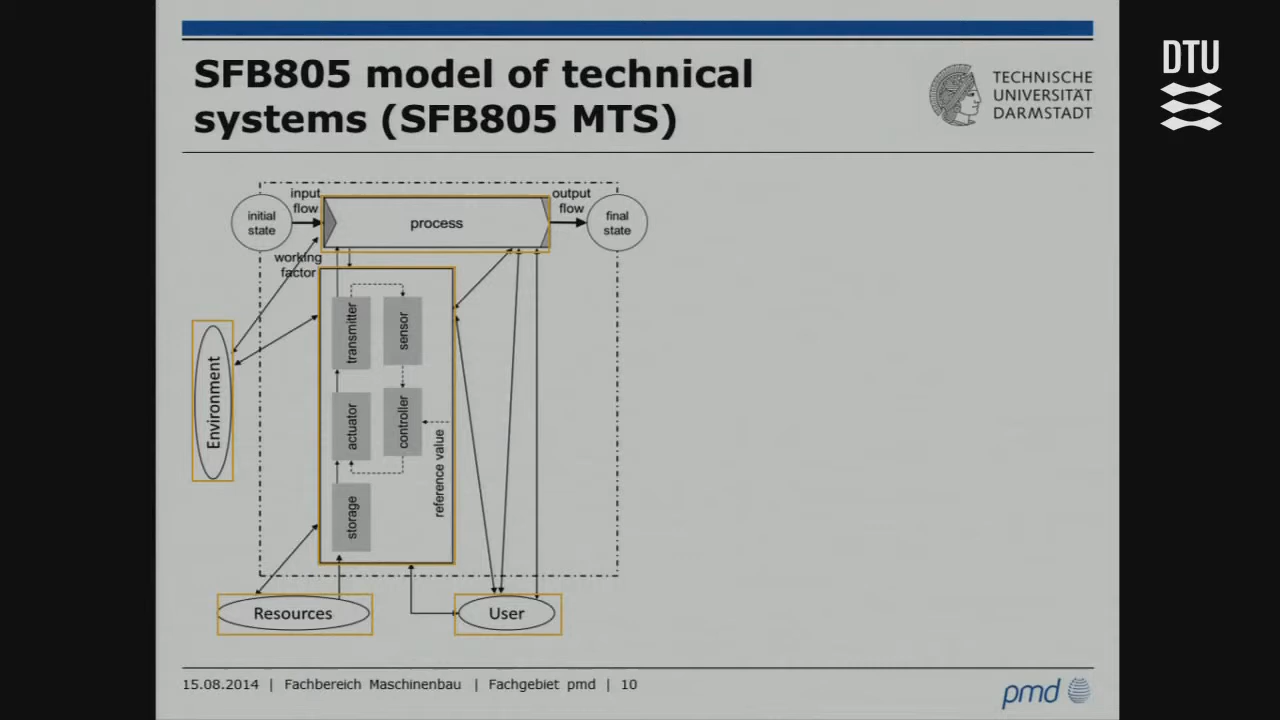 SFB805 model of technical
systems (SFB805 MTS)
TECHNISCHE
UNIVERSITÄT
DARMSTADT
DTU
input
flow
output
flow
initial
state
process
final
state
working
factor
transmitter
sensor
Environment
actuator
controller
reference value
storage
Resources
User
15.08.2014 | Fachbereich Maschinenbau | Fachgebiet pmd | 10
pmd